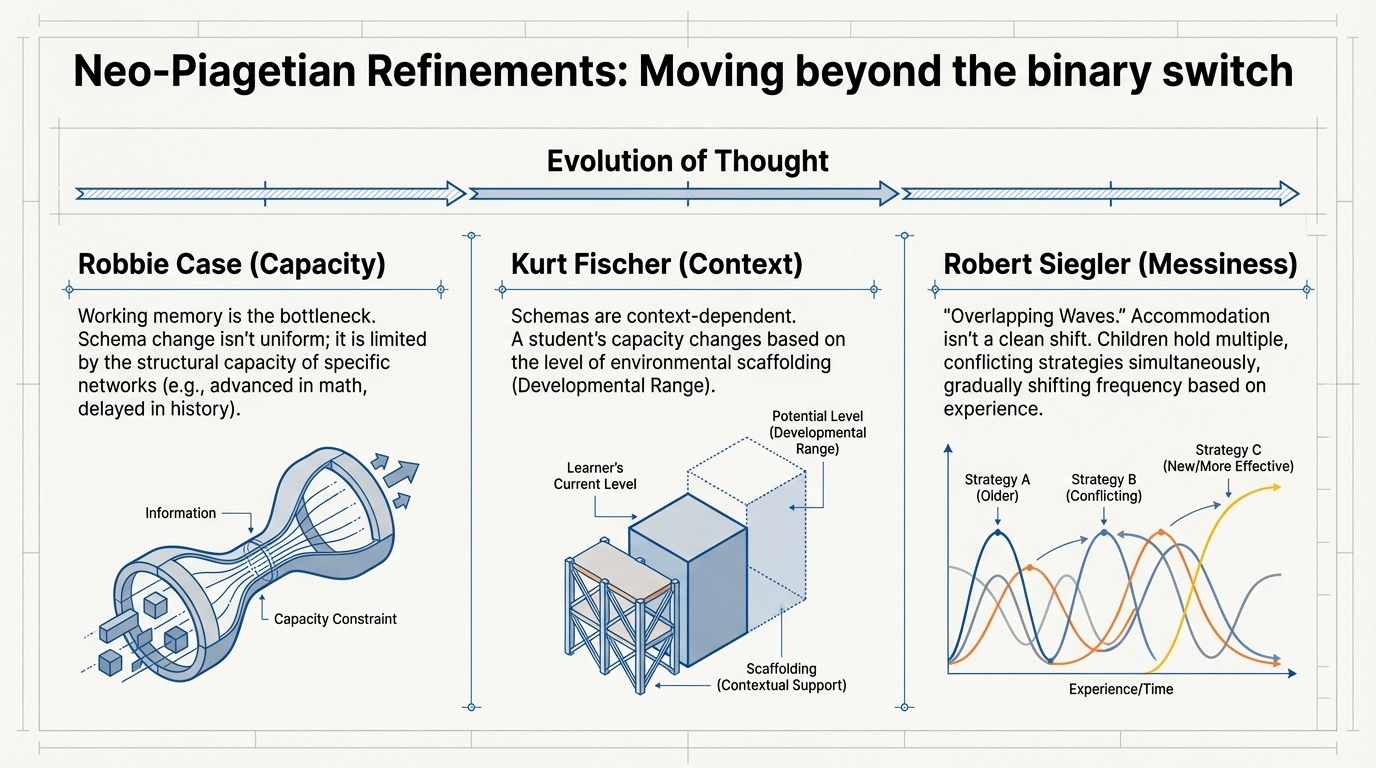 Neo-Piagetian Refinements: Moving beyond the binary switch
Evolution of Thought
Robbie Case (Capacity)
Working memory is the bottleneck.
Schema change isn’t uniform; it is limited
by the structural capacity of specific
networks (e.g., advanced in math,
delayed in history).
Information
Capacity Constraint
Kurt Fischer (Context)
Schemas are context-dependent.
A student’s capacity changes based on
the level of environmental scaffolding
(Developmental Range).
Potential Level
(Developmental
Range)
Learner’s
Current Level
Scaffolding
(Contextual Support)
Robert Siegler (Messiness)
“Overlapping Waves.” Accommodation
isn’t a clean shift. Children hold multiple,
conflicting strategies simultaneously,
gradually shifting frequency based on
experience.
Strategy A
(Older)
Strategy B
(Conflicting)
Strategy C
(New/More Effective)
Experience/Time